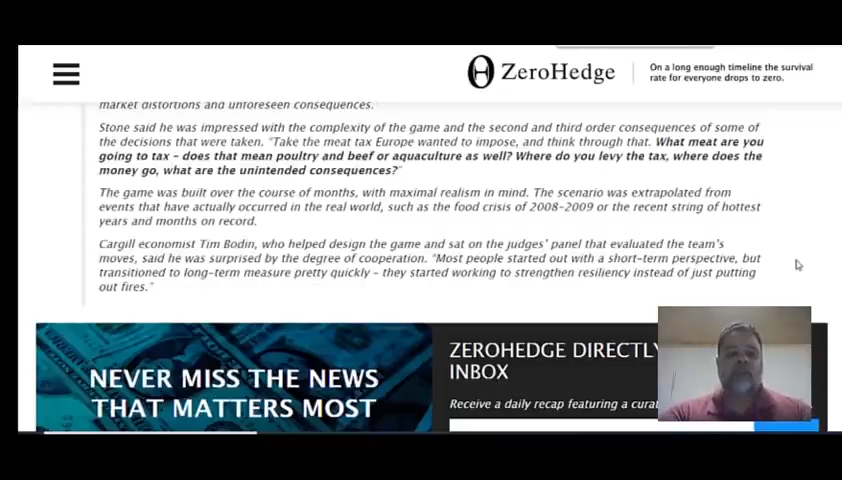 ZeroHedge
On a long enough timeline the survival
rate for everyone drops to zero.
market distortions and unforeseen consequences."
Stone said he was impressed with the complexity of the game and the second and third order consequences of some of
the decisions that were taken. "Take the meat tax Europe wanted to impose, and think through that. What meat are you
going to tax – does that mean poultry and beef or aquaculture as well? Where do you levy the tax, where does the
money go, what are the unintended consequences?"
The game was built over the course of months, with maximal realism in mind. The scenario was extrapolated from
events that have actually occurred in the real world, such as the food crisis of 2008-2009 or the recent string of hottest
years and months on record.
Cargill economist Tim Bodin, who helped design the game and sat on the judges' panel that evaluated the team's
moves, said he was surprised by the degree of cooperation. "Most people started out with a short-term perspective, but
transitioned to long-term measure pretty quickly – they started working to strengthen resiliency instead of just putting
out fires."
NEVER MISS THE NEWS
THAT MATTERS MOST
ZEROHEDGE DIRECTLY
INBOX
Receive a daily recap featuring a